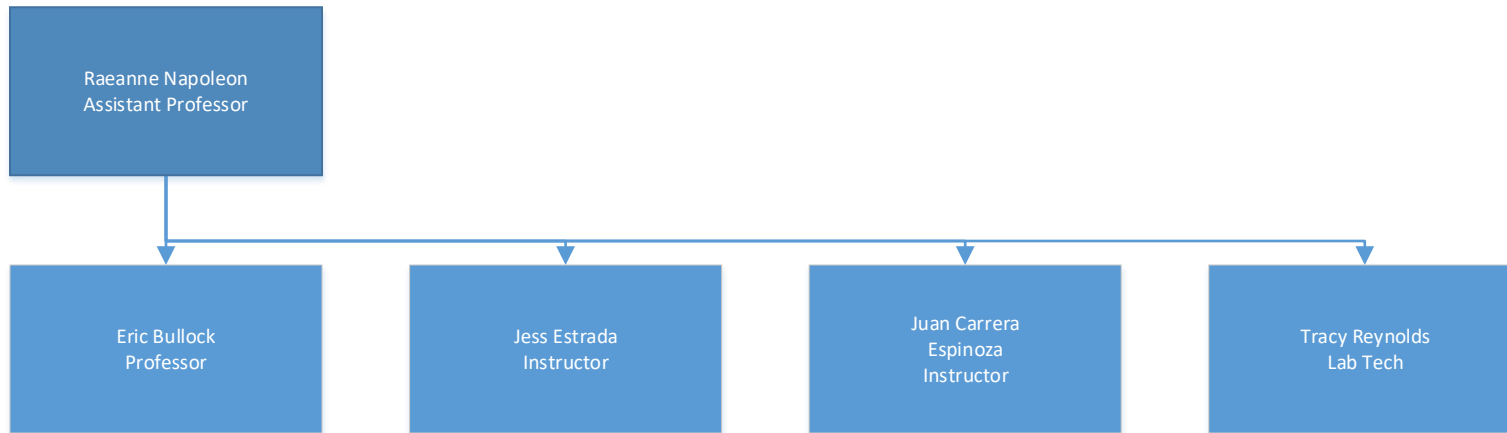 Raeanne Napoleon
Assistant Professor
Eric Bullock
Professor
Jess Estrada
Instructor
Juan Carrera
Espinoza
Instructor
Tracy Reynolds
Lab Tech